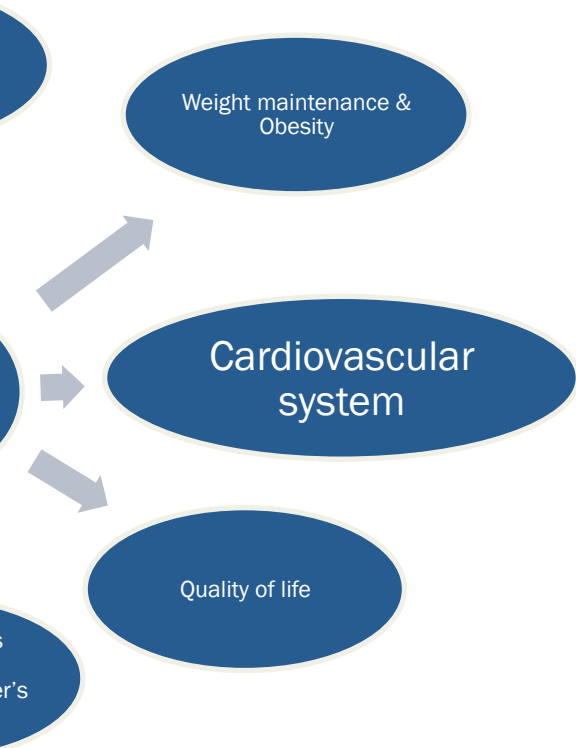 Weight maintenance &
Obesity
Cardiovascular
system
Quality of life